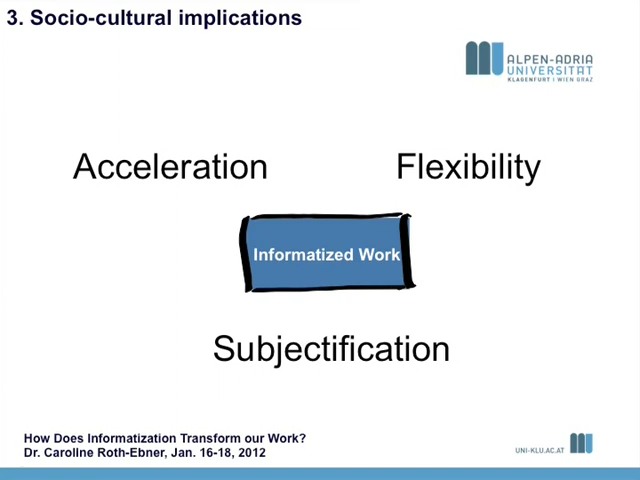 3. Socio-cultural implications
ALPEN-ADRIA
UNIVERSITÄT
KLAGENFURT I WIEN GRAZ
Acceleration
Flexibility
Informatized Work
Subjectification
How Does Informatization Transform our Work?
Dr. Caroline Roth-Ebner, Jan. 16-18, 2012
UNI-KLU.AC.AT